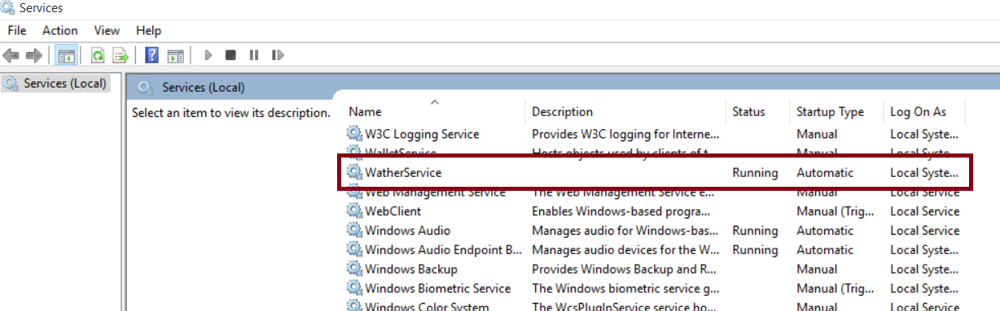 Services
File Action View Help
Services (Local)
Services (Local)
Select an item to view its description.
Name Description Status Startup Type Log On As
W3C Logging Service Provides W3C logging for Interne... Manual Local Syste...
WalletService Hosts objects used by clients of t... Manual Local Syste...
WatherService Running Automatic Local Syste...
Web Management Service The Web Management Service e... Manual Local Service
WebClient Enables Windows-based progra... Manual (Trig... Local Service
Windows Audio Manages audio for Windows-bas... Running Automatic Local Service
Windows Audio Endpoint B... Manages audio devices for the W... Running Automatic Local Syste...
Windows Backup Provides Windows Backup and R... Manual Local Syste...
Windows Biometric Service The Windows biometric service g... Manual (Trig... Local Syste...
Windows Color System The WcsPlugInService service ho... Manual Local Service